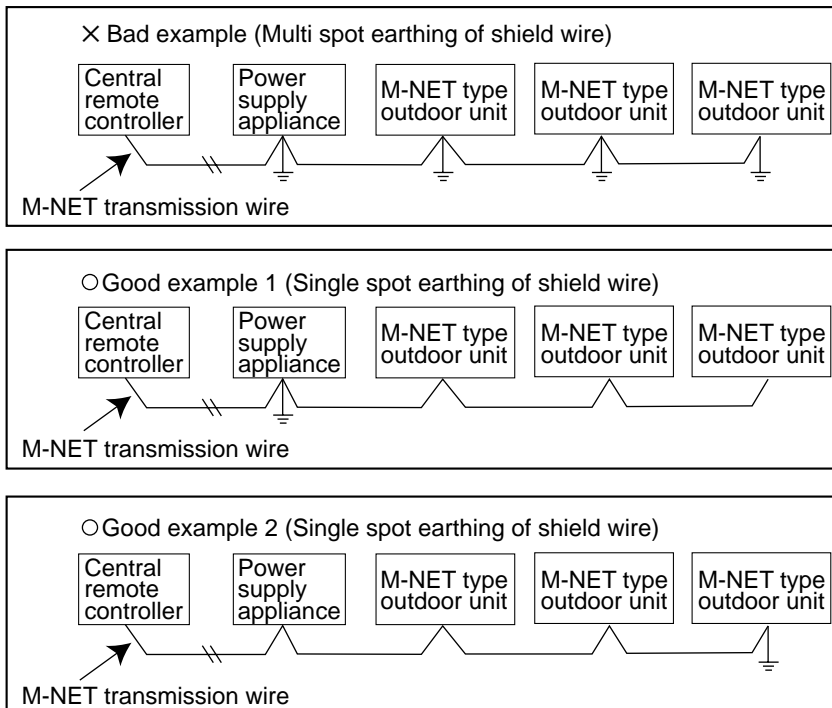 × Bad example (Multi spot earthing of shield wire)
Central remote controller
Power supply appliance
M-NET type outdoor unit
M-NET type outdoor unit
M-NET type outdoor unit
M-NET transmission wire
○Good example 1 (Single spot earthing of shield wire)
Central remote controller
Power supply appliance
M-NET type outdoor unit
M-NET type outdoor unit
M-NET type outdoor unit
M-NET transmission wire
○Good example 2 (Single spot earthing of shield wire)
Central remote controller
Power supply appliance
M-NET type outdoor unit
M-NET type outdoor unit
M-NET type outdoor unit
M-NET transmission wire